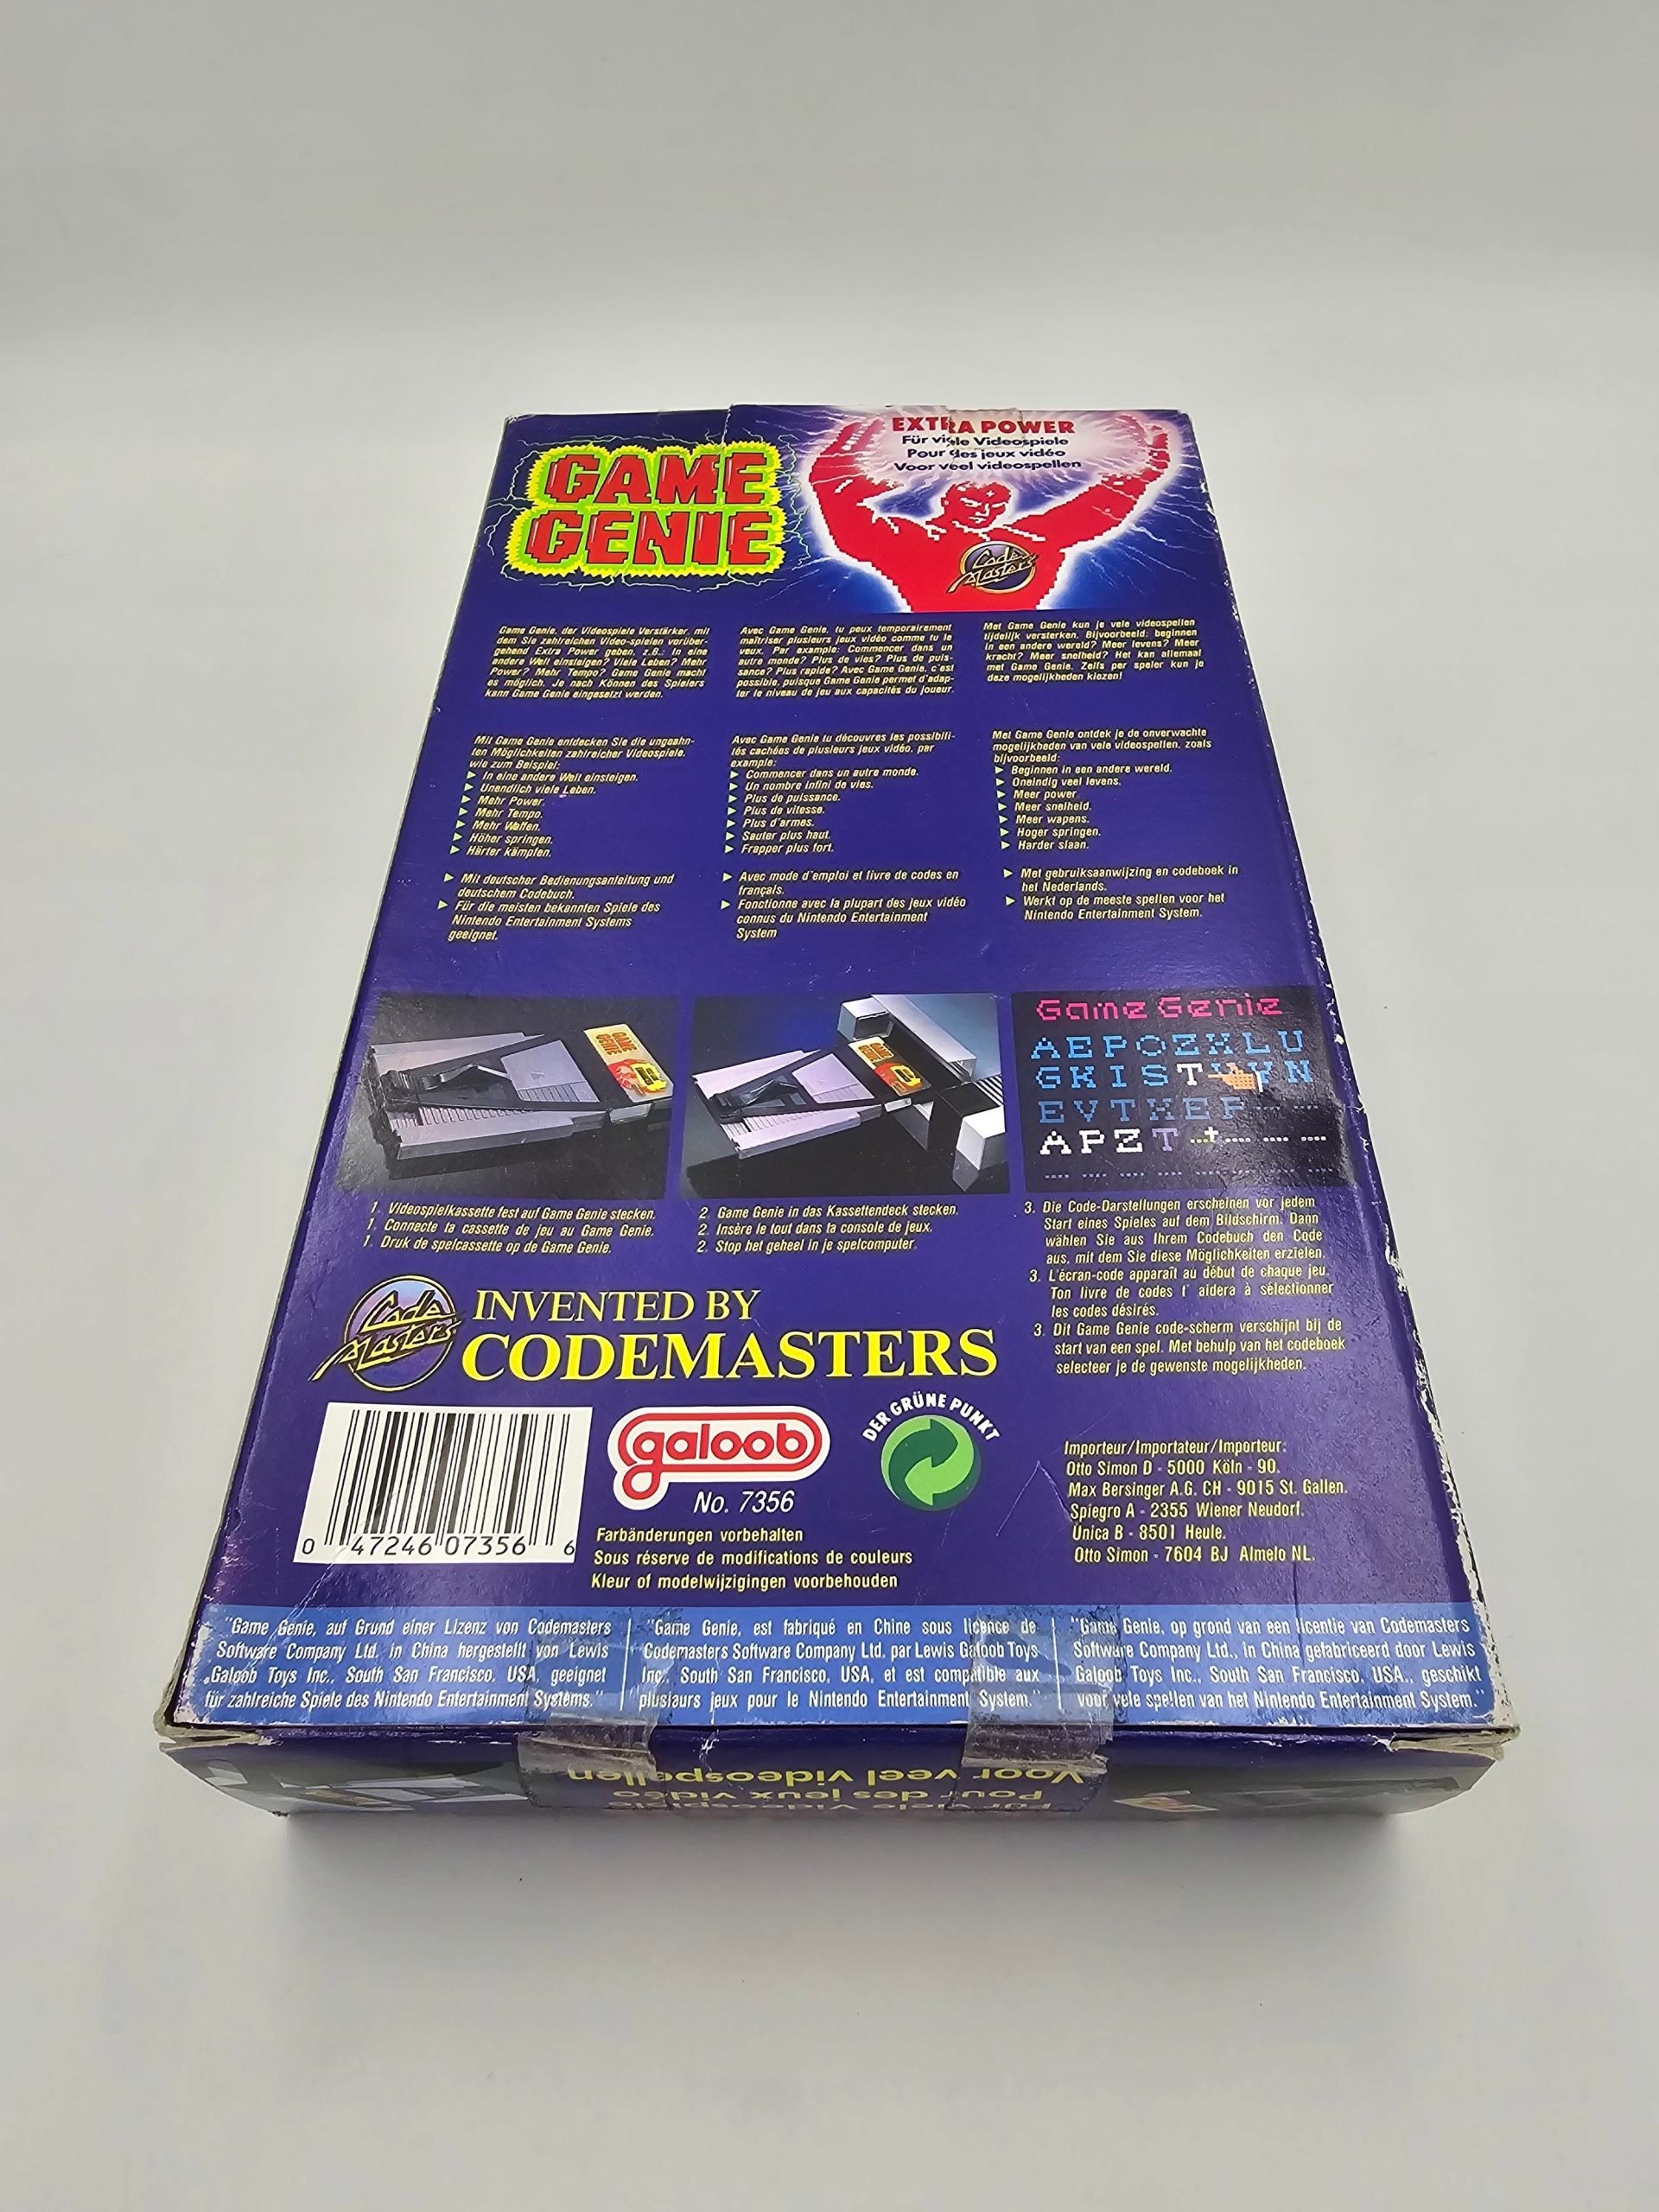 GAME
GENIE
EXTRA POWER
Für viele Videospiele
Pour des jeux vidéo
Voor veel videospellen
Code
Masters
Game Genie, der Videospiele Verstärker, mit
dem Sie zahlreichen Video-spielen vorüber-
gehend Extra Power geben, z.B.: In eine
andere Welt einsteigen? Viele Leben? Mehr
Power? Mehr Tempo? Game Genie macht
es möglich. Je nach Können des Spielers
kann Game Genie eingesetzt werden.
Avec Game Genie, tu peux temporairement
maîtriser plusieurs jeux vidéo comme tu le
veux. Par example: Commencer dans un
autre monde? Plus de vies? Plus de puis-
sance? Plus rapide? Avec Game Genie, c'est
possible, puisque Game Genie permet d'adap-
ter le niveau de jeu aux capacités du joueur.
Met Game Genie kun je vele videospellen
tijdelijk versterken. Bijvoorbeeld: beginnen
in een andere wereld? Meer levens? Meer
kracht? Meer snelheid? Het kan allemaal
met Game Genie. Zelfs per speler kun je
deze mogelijkheden kiezen!
Mit Game Genie entdecken Sie die ungeahn-
ten Möglichkeiten zahlreicher Videospiele,
wie zum Beispiel:
In eine andere Welt einsteigen.
Unendlich viele Leben.
Mehr Power.
Mehr Tempo.
Mehr Waffen.
Höher springen.
Härter kämpfen.
Mit deutscher Bedienungsanleitung und
deutschem Codebuch.
Für die meisten bekannten Spiele des
Nintendo Entertainment Systems
geeignet.
Avec Game Genie tu découvres les possibili-
tés cachées de plusieurs jeux vidéo, par
example:
Commencer dans un autre monde.
Un nombre infini de vies.
Plus de puissance.
Plus de vitesse.
Plus d'armes.
Sauter plus haut.
Frapper plus fort.
Avec mode d'emploi et livre de codes en
français.
Fonctionne avec la plupart des jeux vidéo
connus du Nintendo Entertainment
System
Met Game Genie ontdek je de onverwachte
mogelijkheden van vele videospellen, zoals
bijvoorbeeld:
Beginnen in een andere wereld.
Oneindig veel levens.
Meer power.
Meer snelheid.
Meer wapens.
Hoger springen.
Harder slaan.
Met gebruiksaanwijzing en codeboek in
het Nederlands.
Werkt op de meeste spellen voor het
Nintendo Entertainment System.
GAME
GENIE
GAME
GENIE
Game Genie
AEPOZXLU
GKISTVYN
EVTXEP
APZT
1. Videospielkassette fest auf Game Genie stecken.
1. Connecte ta cassette de jeu au Game Genie.
1. Druk de spelcassette op de Game Genie.
2. Game Genie in das Kassettendeck stecken.
2. Insère le tout dans ta console de jeux.
2. Stop het geheel in je spelcomputer.
3. Die Code-Darstellungen erscheinen vor jedem
Start eines Spieles auf dem Bildschirm. Dann
wählen Sie aus Ihrem Codebuch den Code
aus, mit dem Sie diese Möglichkeiten erzielen.
3. L'écran-code apparaît au début de chaque jeu.
Ton livre de codes t' aidera à sélectionner
les codes désirés.
3. Dit Game Genie code-scherm verschijnt bij de
start van een spel. Met behulp van het codeboek
selecteer je de gewenste mogelijkheden.
Code
Masters
INVENTED BY
CODEMASTERS
0 47246 07356 6
galoob
No. 7356
DER GRÜNE PUNKT
Farbänderungen vorbehalten
Sous réserve de modifications de couleurs
Kleur of modelwijzigingen voorbehouden
Importeur/Importateur/Importeur:
Otto Simon D - 5000 Köln - 90.
Max Bersinger A.G. CH - 9015 St. Gallen.
Spiegro A - 2355 Wiener Neudorf.
Unica B - 8501 Heule.
Otto Simon - 7604 BJ Almelo NL.
"Game Genie, auf Grund einer Lizenz von Codemasters
Software Company Ltd. in China hergestellt von Lewis
Galoob Toys Inc., South San Francisco, USA, geeignet
für zahlreiche Spiele des Nintendo Entertainment Systems."
"Game Genie, est fabriqué en Chine sous licence de
Codemasters Software Company Ltd, par Lewis Galoob Toys
Inc., South San Francisco, USA, et est compatible aux
plusiaurs jeux pour le Nintendo Entertainment System."
"Game Genie, op grond van een licentie van Codemasters
Software Company Ltd., in China gefabriceerd door Lewis
Galoob Toys Inc., South San Francisco, USA., geschikt
voor vele spellen van het Nintendo Entertainment System."
Voor veel videospellen
Pour des jeux vidéo
Für viele Videospiele